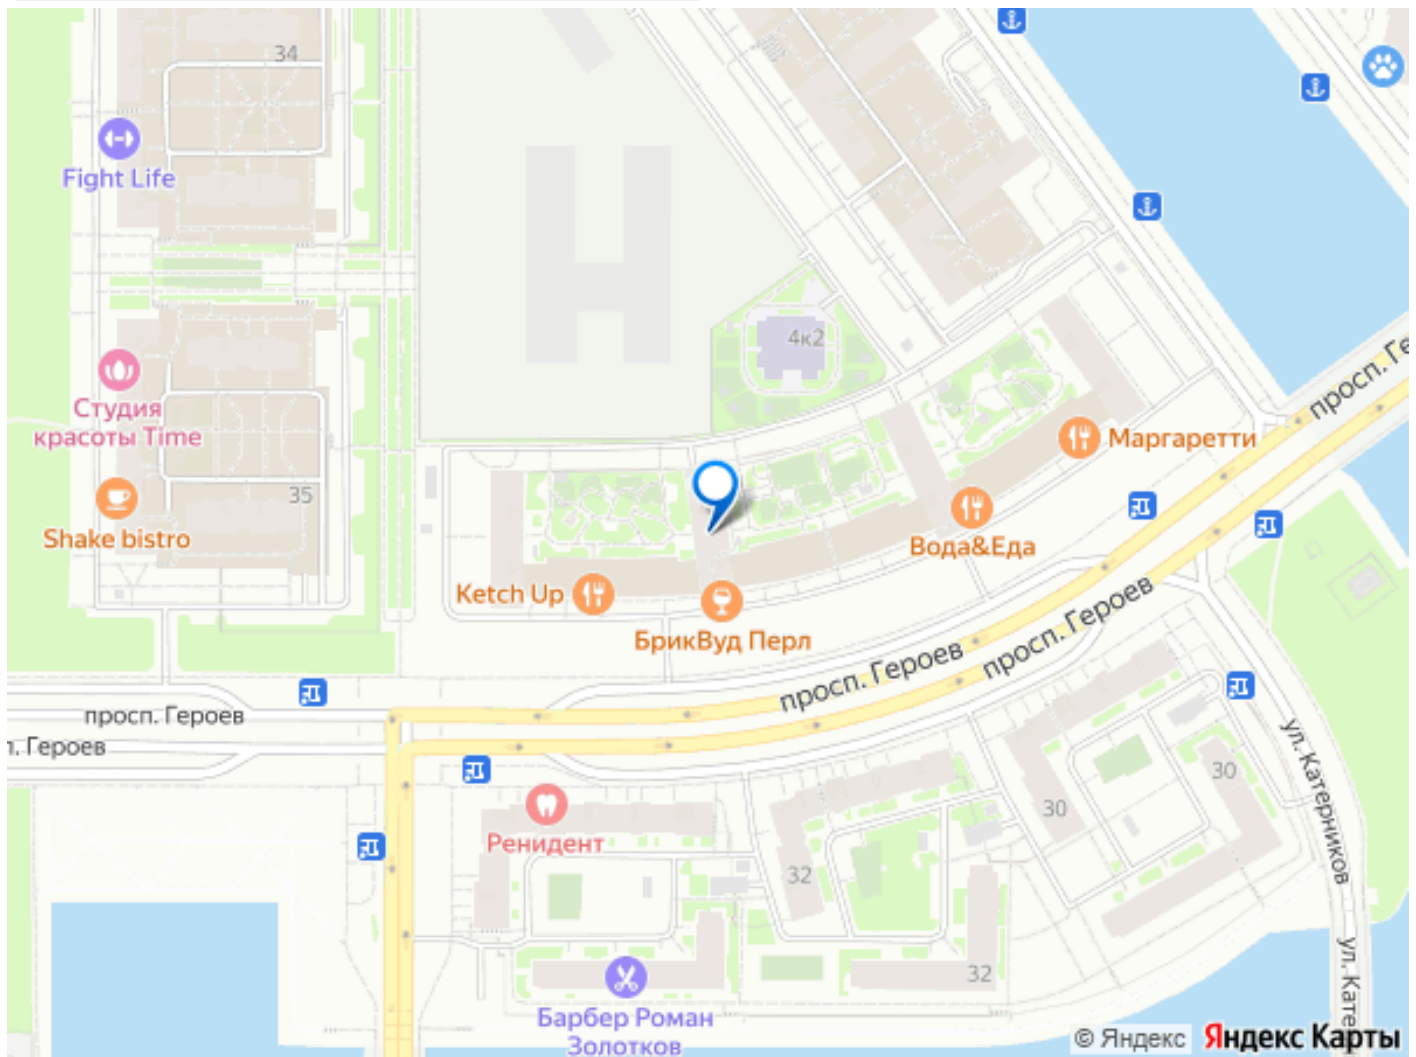 34
Fight Life
4к2
просп. Ге
Студия
красоты Time
Маргаретти
35
Shake bistro
Вода&Еда
Ketch Up
БрикВуд Перл
просп. Героев
просп. Героев
просп. Героев
п. Героев
ул. Катерников
30
30
Ренидент
32
32
ул. Кате
Барбер Роман
Золотков
© Яндекс Яндекс Карты